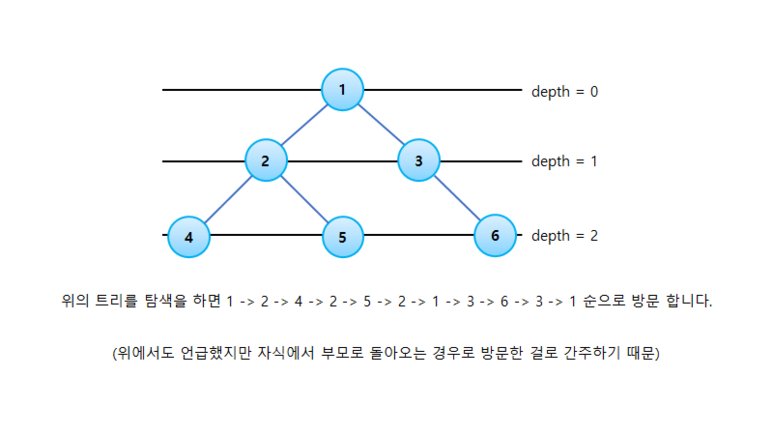 1
depth = 0
2
3
depth = 1
4
5
6
depth = 2
위의 트리를 탐색을 하면 1 -> 2 -> 4 -> 2 -> 5 -> 2 -> 1 -> 3 -> 6 -> 3 -> 1 순으로 방문 합니다.
(위에서도 언급했지만 자식에서 부모로 돌아오는 경우로 방문한 걸로 간주하기 때문)